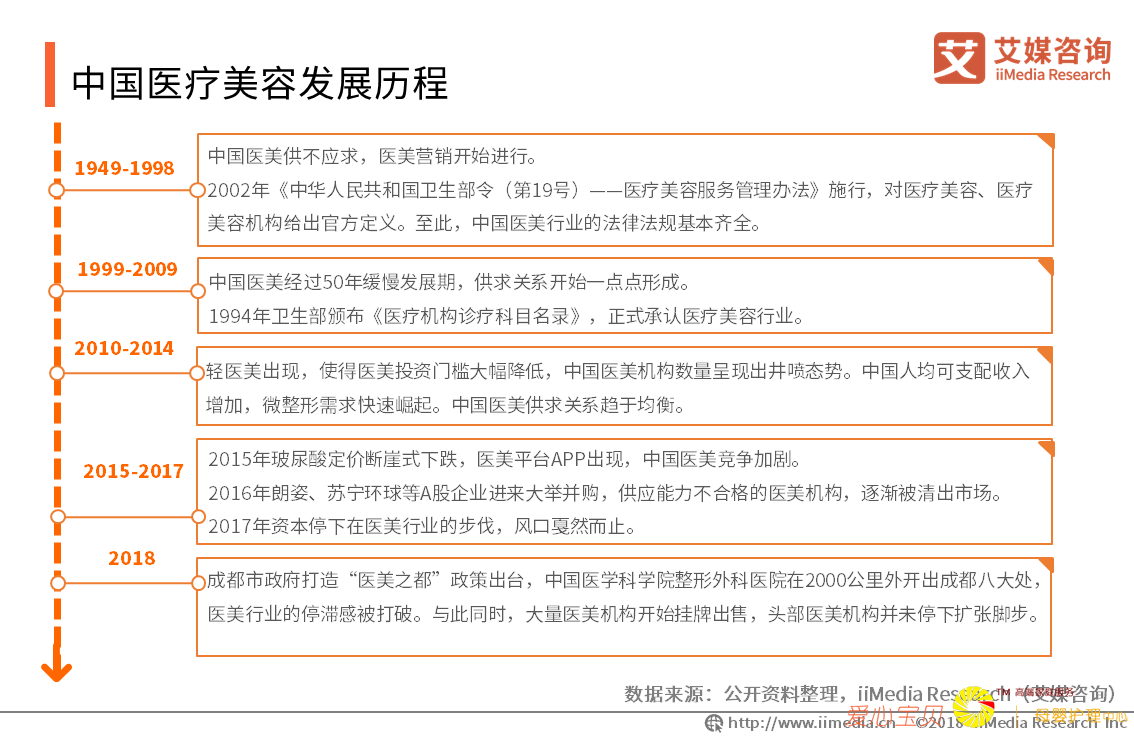 艾媒咨询
iiMedia Research
中国医疗美容发展历程
1949-1998
中国医美供不应求，医美营销开始进行。
2002年《中华人民共和国卫生部令（第19号）——医疗美容服务管理办法》施行，对医疗美容、医疗
美容机构给出官方定义。至此，中国医美行业的法律法规基本齐全。
1999-2009
中国医美经过50年缓慢发展期，供求关系开始一点点形成。
1994年卫生部颁布《医疗机构诊疗科目名录》，正式承认医疗美容行业。
2010-2014
轻医美出现，使得医美投资门槛大幅降低，中国医美机构数量呈现出井喷态势。中国人均可支配收入
增加，微整形需求快速崛起。中国医美供求关系趋于均衡。
2015-2017
2015年玻尿酸定价断崖式下跌，医美平台APP出现，中国医美竞争加剧。
2016年朗姿、苏宁环球等A股企业进来大举并购，供应能力不合格的医美机构，逐渐被清出市场。
2017年资本停下在医美行业的步伐，风口戛然而止。
2018
成都市政府打造“医美之都”政策出台，中国医学科学院整形外科医院在2000公里外开出成都八大处，
医美行业的停滞感被打破。与此同时，大量医美机构开始挂牌出售，头部医美机构并未停下扩张脚步。
数据来源：公开资料整理，iiMedia Research（艾媒咨询）
http://www.iimedia.cn ©2018 iiMedia Research Inc
爱心宝贝
TM
母婴护理中心